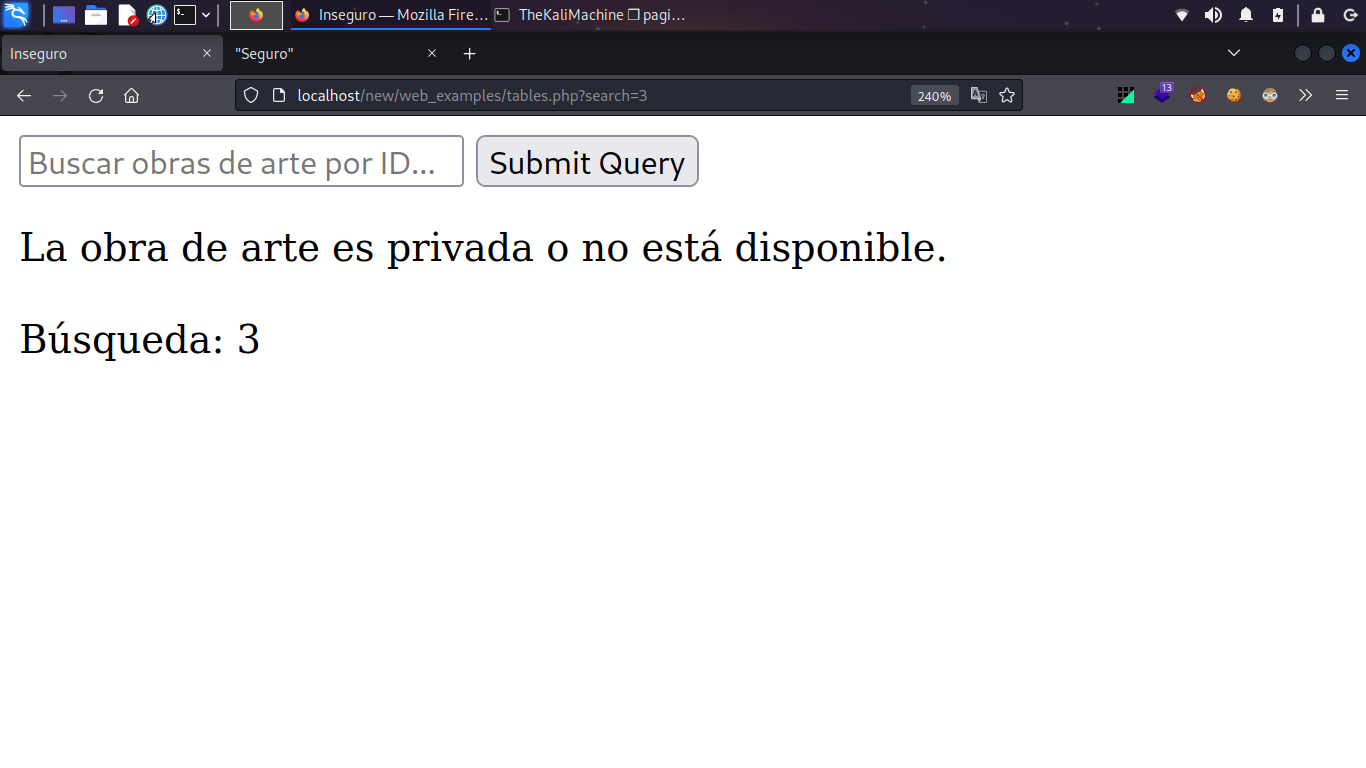 Inseguro — Mozilla Fire…
TheKaliMachine ❐ pagi…
Inseguro
"Seguro"
localhost/new/web_examples/tables.php?search=3
240%
13
Buscar obras de arte por ID...
Submit Query
La obra de arte es privada o no está disponible.
Búsqueda: 3